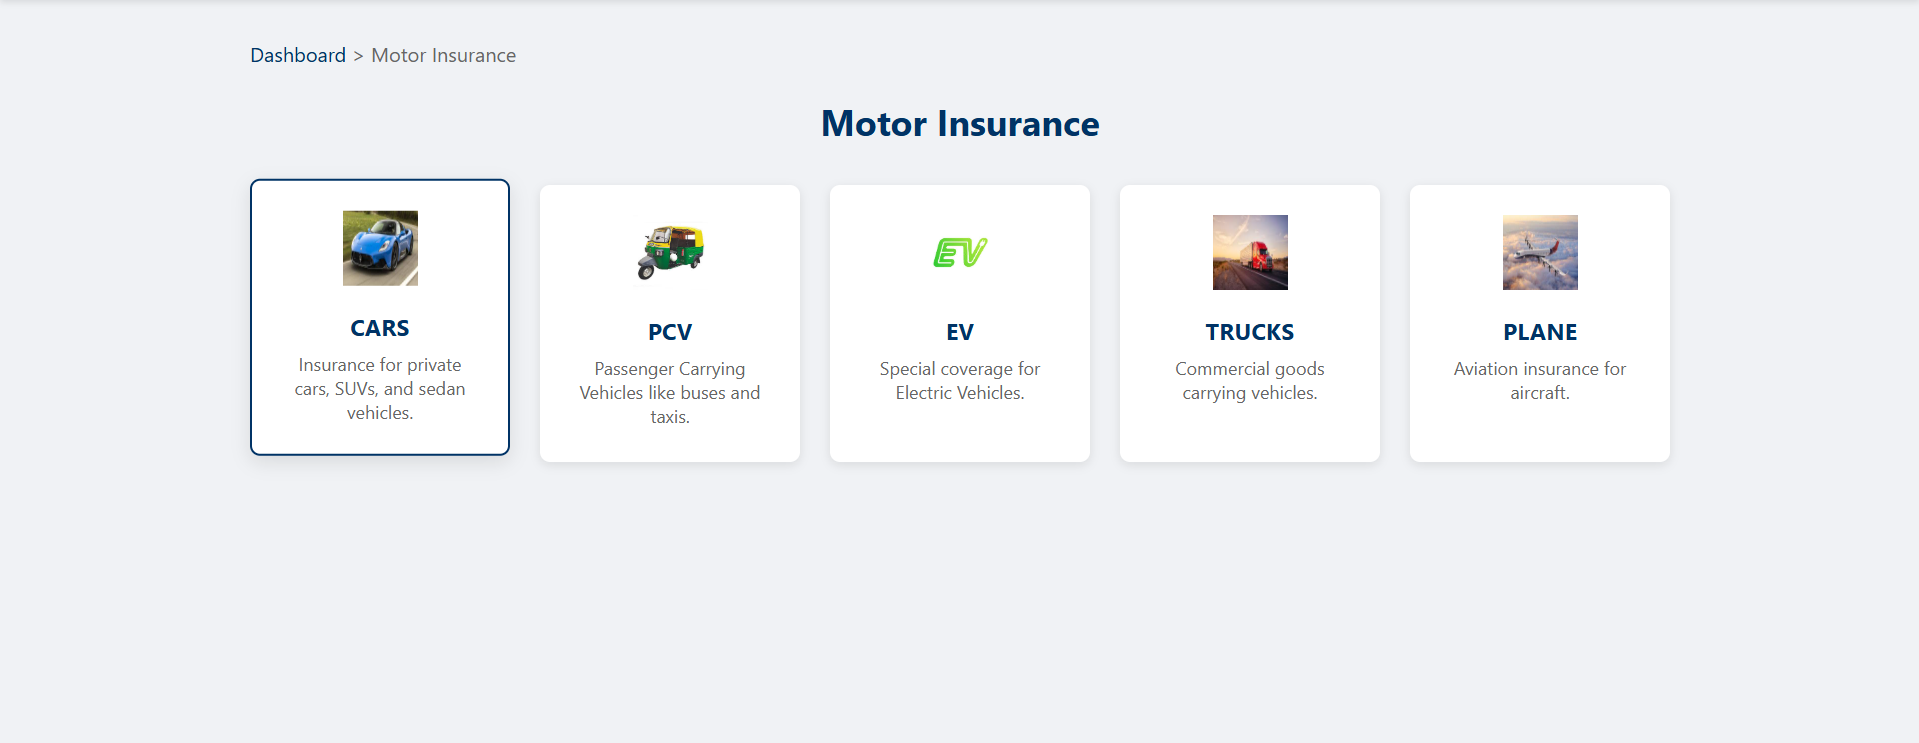 Dashboard > Motor Insurance
Motor Insurance
CARS
Insurance for private
cars, SUVs, and sedan
vehicles.
PCV
Passenger Carrying
Vehicles like buses and
taxis.
EV
EV
Special coverage for
Electric Vehicles.
TRUCKS
Commercial goods
carrying vehicles.
PLANE
Aviation insurance for
aircraft.